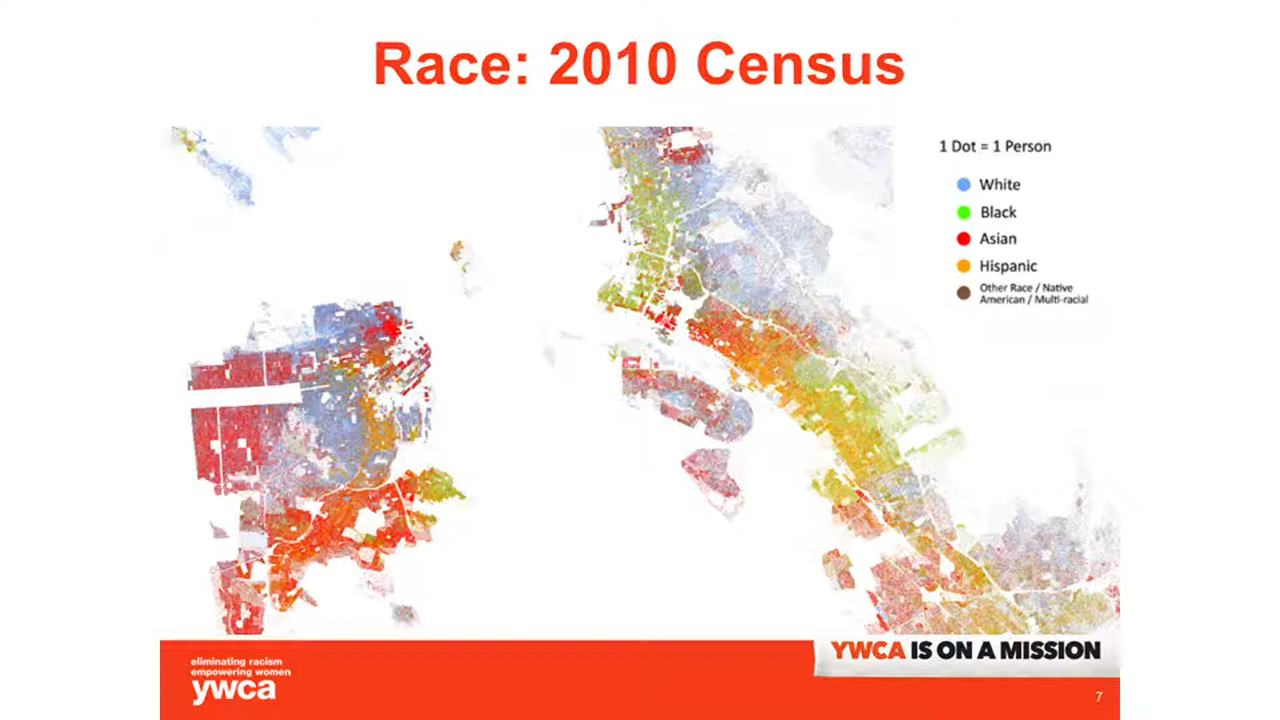 Race: 2010 Census
1 Dot = 1 Person
White
Black
Asian
Hispanic
Other Race / Native
American / Multi-racial
YWCA IS ON A MISSION
eliminating racism
empowering women
ywca
7